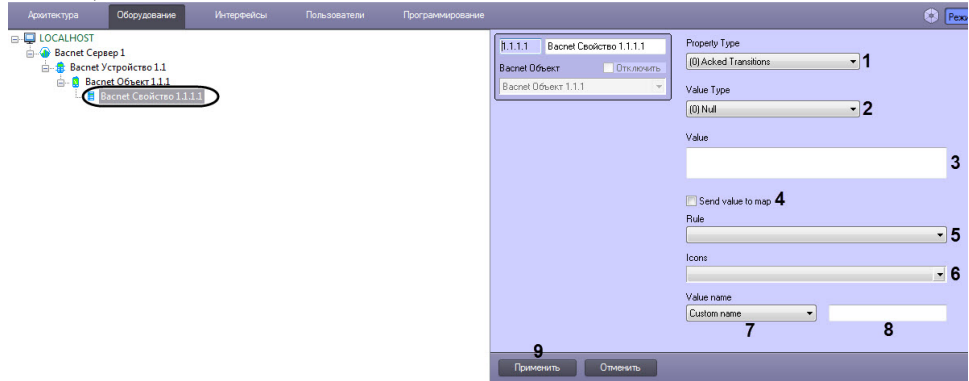 Архитектура Оборудование Интерфейсы Пользователи Программирование
LOCALHOST
Bacnet Сервер 1
Bacnet Устройство 1.1
Bacnet Объект 1.1.1
Bacnet Свойство 1.1.1.1
1.1.1.1 Bacnet Свойство 1.1.1.1
Bacnet Объект Отключить
Bacnet Объект 1.1.1
Property Type
(0) Acked Transitions 1
Value Type
(0) Null 2
Value
3
Send value to map 4
Rule
5
Icons
6
Value name
Custom name
7 8
9
Применить Отменить